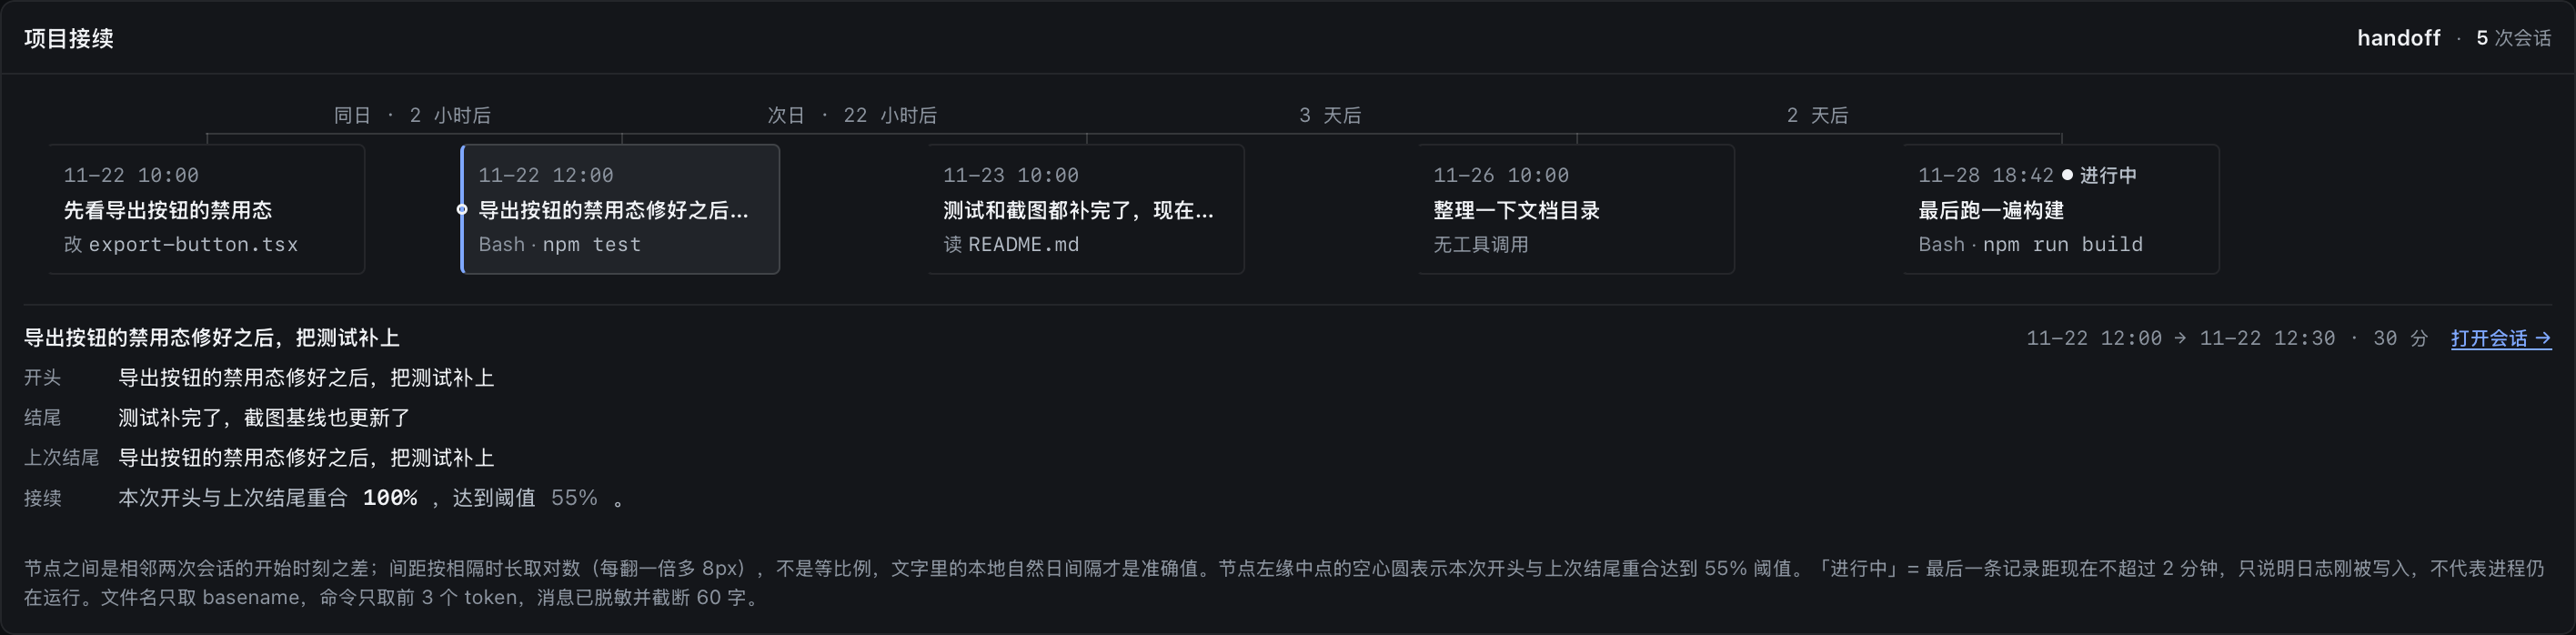 项目接续
handoff · 5 次会话
同日 · 2 小时后
次日 · 22 小时后
3 天后
2 天后
11-22 10:00
先看导出按钮的禁用态
改 export-button.tsx
11-22 12:00
导出按钮的禁用态修好之后…
Bash · npm test
11-23 10:00
测试和截图都补完了，现在…
读 README.md
11-26 10:00
整理一下文档目录
无工具调用
11-28 18:42 ● 进行中
最后跑一遍构建
Bash · npm run build
导出按钮的禁用态修好之后，把测试补上
11-22 12:00 → 11-22 12:30 · 30 分 打开会话 →
开头 导出按钮的禁用态修好之后，把测试补上
结尾 测试补完了，截图基线也更新了
上次结尾 导出按钮的禁用态修好之后，把测试补上
接续 本次开头与上次结尾重合 100% ，达到阈值 55% 。
节点之间是相邻两次会话的开始时刻之差；间距按相隔时长取对数（每翻一倍多 8px），不是等比例，文字里的本地自然日间隔才是准确值。节点左缘中点的空心圆表示本次开头与上次结尾重合达到 55% 阈值。「进行中」= 最后一条记录距现在不超过 2 分钟，只说明日志刚被写入，不代表进程仍
在运行。文件名只取 basename，命令只取前 3 个 token，消息已脱敏并截断 60 字。